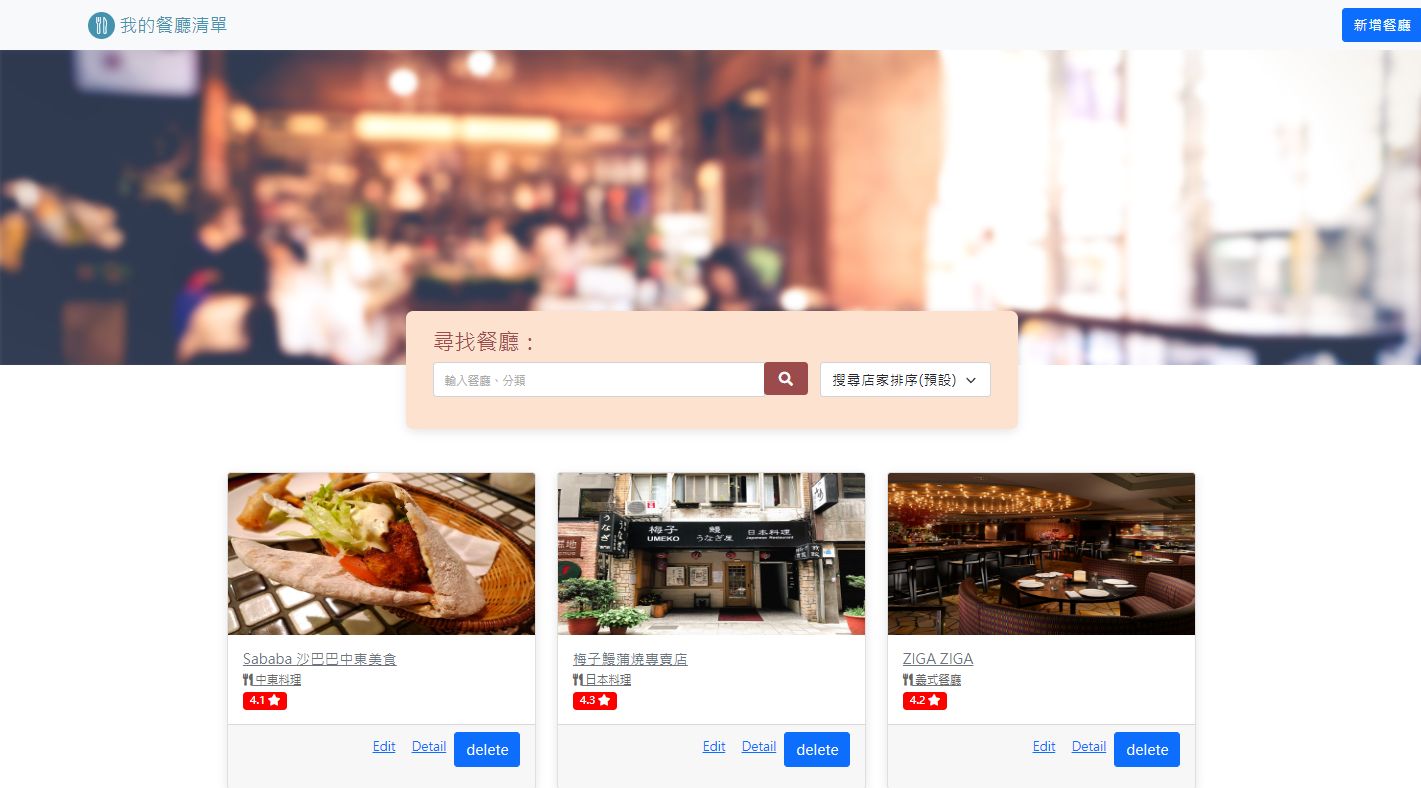 我的餐廳清單
新增餐廳
尋找餐廳：
輸入餐廳、分類
搜尋店家排序(預設)
梅子 鰻 日本料理
UMEKO うなぎ屋 Japanese Restaurant
うなぎ
Sababa 沙巴巴中東美食
中東料理
4.1
Edit Detail delete
梅子鰻蒲燒專賣店
日本料理
4.3
Edit Detail delete
ZIGA ZIGA
義式餐廳
4.2
Edit Detail delete